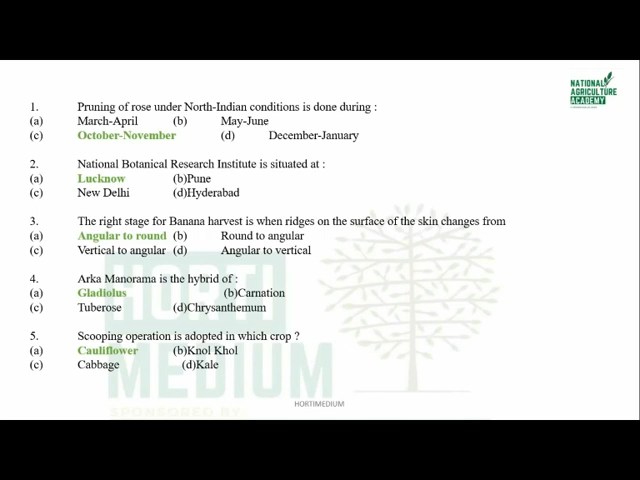 NATIONAL
AGRICULTURE
ACADEMY
1. Pruning of rose under North-Indian conditions is done during :
(a) March-April (b) May-June
(c) October-November (d) December-January
2. National Botanical Research Institute is situated at :
(a) Lucknow (b)Pune
(c) New Delhi (d)Hyderabad
3. The right stage for Banana harvest is when ridges on the surface of the skin changes from
(a) Angular to round (b) Round to angular
(c) Vertical to angular (d) Angular to vertical
4. Arka Manorama is the hybrid of :
(a) Gladiolus (b)Carnation
(c) Tuberose (d)Chrysanthemum
5. Scooping operation is adopted in which crop ?
(a) Cauliflower (b)Knol Khol
(c) Cabbage (d)Kale
HORTI
MEDIUM
HORTIMEDIUM
SPONSORED BY-